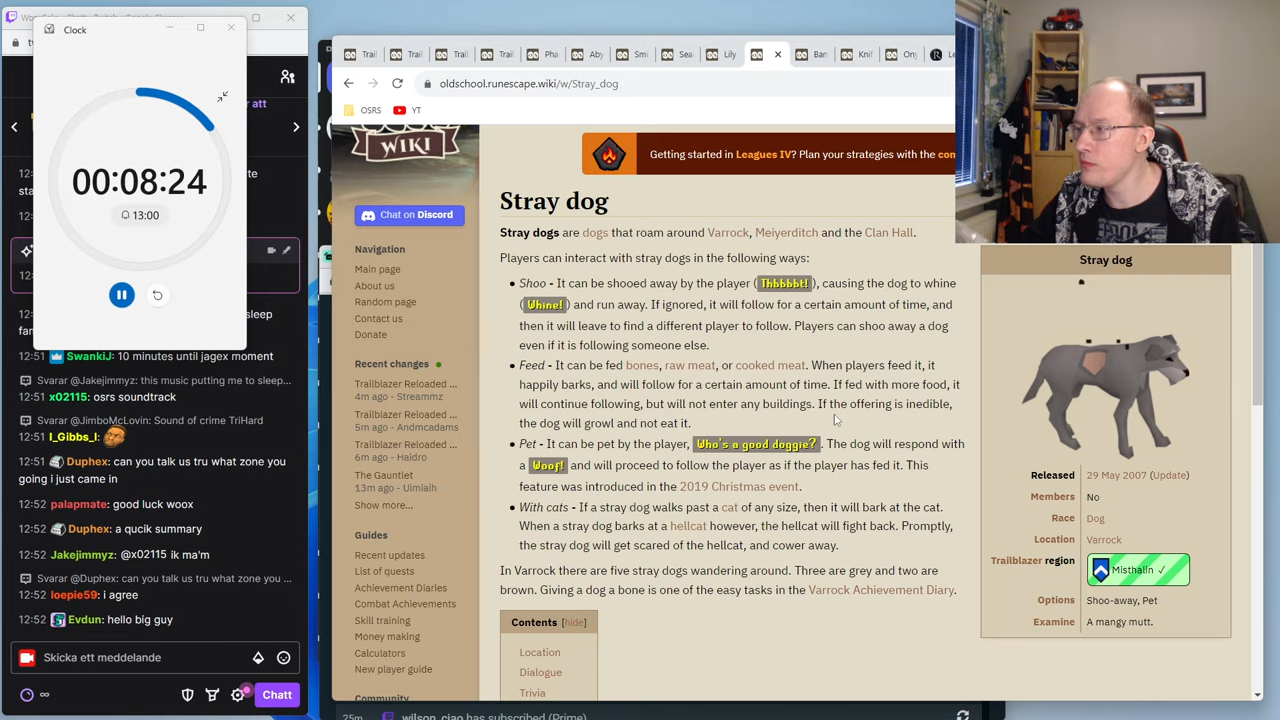 Clock
00:08:24
13:00
12:51 SwankiJ: 10 minutes until jagex moment
Svarar @Jakejimmyz: this music putting me to sleep...
12:51 x02115: osrs soundtrack
Svarar @JimboMcLovin: Sound of crime TriHard
12:51 I_Gibbs_I:
12:51 Duphex: can you talk us tru what zone you
going i just came in
12:52 palapmate: good luck woox
12:52 Duphex: a qucik summary
12:52 Jakejimmyz: @x02115 ik ma'm
Svarar @Duphex: can you talk us tru what zone you ...
12:52 loepie59: i agree
12:52 Evdun: hello big guy
Skicka ett meddelande
Chatt
Trail
Trai
Trail
Trail
Pha
Aby
Smi
Sea
Lily
Bar
Knif
Ony
Le
oldschool.runescape.wiki/w/Stray_dog
OSRS
YT
WIKI
Getting started in Leagues IV? Plan your strategies with the com
Chat on Discord
Navigation
Main page
About us
Random page
Contact us
Donate
Recent changes
Trailblazer Reloaded ...
4m ago - Streammz
Trailblazer Reloaded ...
5m ago - Andmcadams
Trailblazer Reloaded ...
6m ago - Haidro
The Gauntlet
13m ago - Uimiaih
Show more...
Guides
Recent updates
List of quests
Achievement Diaries
Combat Achievements
Skill training
Money making
Calculators
New player guide
Community
Stray dog
Stray dogs are dogs that roam around Varrock, Meiyerditch and the Clan Hall.
Players can interact with stray dogs in the following ways:
Shoo - It can be shooed away by the player (Thbbbbt!), causing the dog to whine
(Whine!) and run away. If ignored, it will follow for a certain amount of time, and
then it will leave to find a different player to follow. Players can shoo away a dog
even if it is following someone else.
Feed - It can be fed bones, raw meat, or cooked meat. When players feed it, it
happily barks, and will follow for a certain amount of time. If fed with more food, it
will continue following, but will not enter any buildings. If the offering is inedible,
the dog will growl and not eat it.
Pet - It can be pet by the player, Who's a good doggie?. The dog will respond with
a Woof! and will proceed to follow the player as if the player has fed it. This
feature was introduced in the 2019 Christmas event.
With cats - If a stray dog walks past a cat of any size, then it will bark at the cat.
When a stray dog barks at a hellcat however, the hellcat will fight back. Promptly,
the stray dog will get scared of the hellcat, and cower away.
In Varrock there are five stray dogs wandering around. Three are grey and two are
brown. Giving a dog a bone is one of the easy tasks in the Varrock Achievement Diary.
Contents [hide]
Location
Dialogue
Trivia
Stray dog
Released 29 May 2007 (Update)
Members No
Race Dog
Location Varrock
Trailblazer region Misthalin ✓
Options Shoo-away, Pet
Examine A mangy mutt.
25m wilson_ciao has subscribed (Prime)